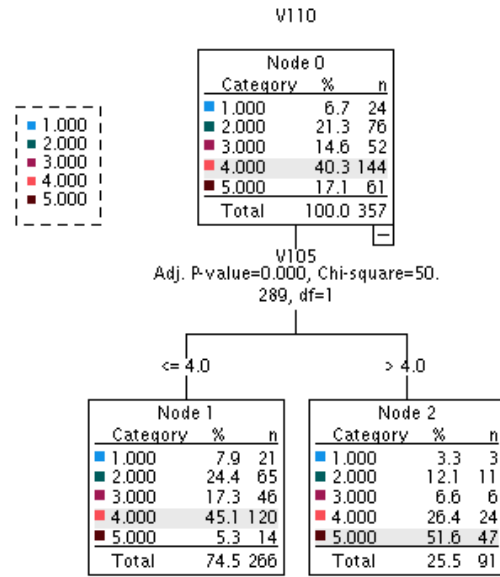 V110
Node 0
Category % n
1.000 6.7 24
2.000 21.3 76
3.000 14.6 52
4.000 40.3 144
5.000 17.1 61
Total 100.0 357
1.000
2.000
3.000
4.000
5.000
V105
Adj. P-value=0.000, Chi-square=50.
289, df=1
<= 4.0
> 4.0
Node 1
Category % n
1.000 7.9 21
2.000 24.4 65
3.000 17.3 46
4.000 45.1 120
5.000 5.3 14
Total 74.5 266
Node 2
Category % n
1.000 3.3 3
2.000 12.1 11
3.000 6.6 6
4.000 26.4 24
5.000 51.6 47
Total 25.5 91